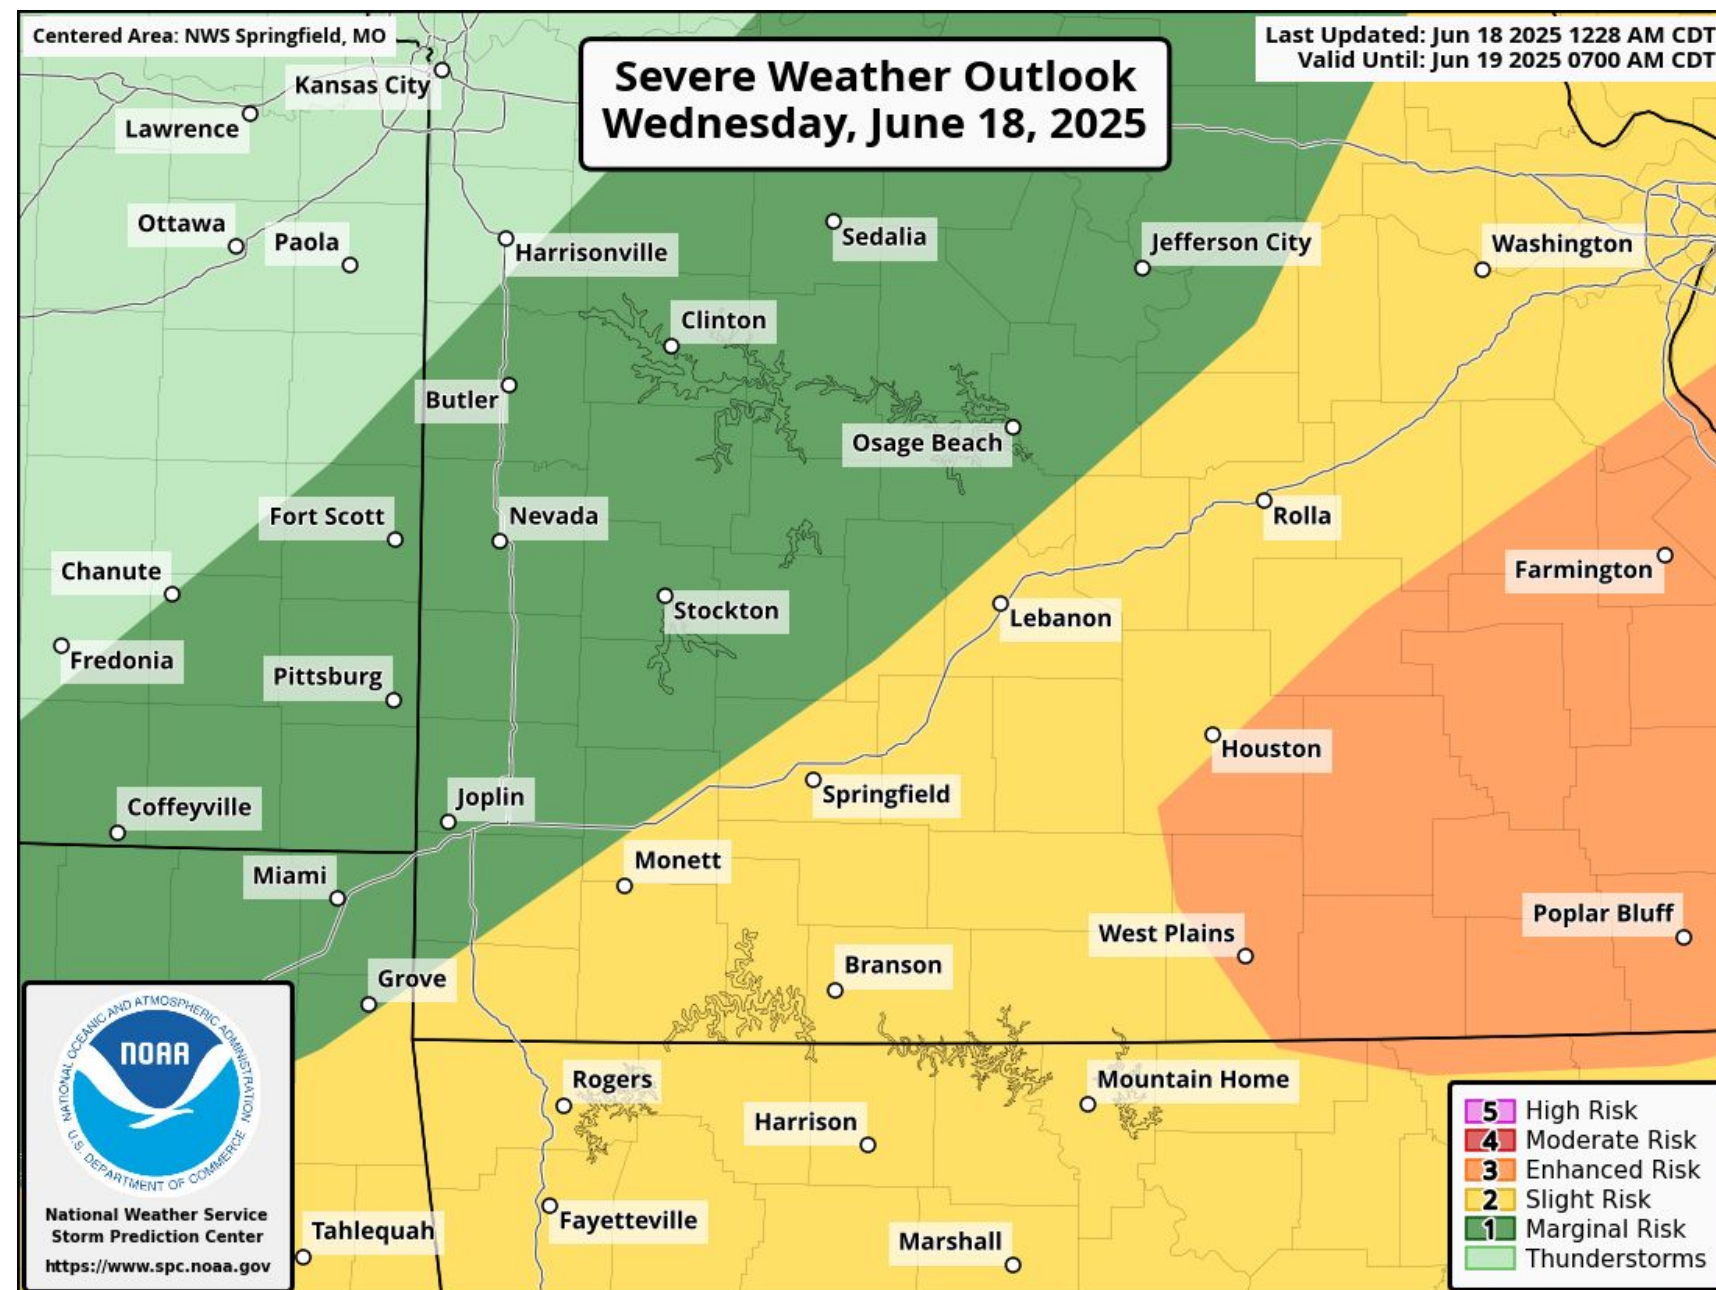 Centered Area: NWS Springfield, MO
Last Updated: Jun 18 2025 1228 AM CDT
Valid Until: Jun 19 2025 0700 AM CDT
Severe Weather Outlook
Wednesday, June 18, 2025
Kansas City
Lawrence
Ottawa
Paola
Harrisonville
Sedalia
Jefferson City
Washington
Clinton
Butler
Osage Beach
Fort Scott
Nevada
Rolla
Chanute
Farmington
Stockton
Lebanon
Fredonia
Pittsburg
Houston
Coffeyville
Joplin
Springfield
Miami
Monett
Poplar Bluff
West Plains
Branson
Grove
Rogers
Mountain Home
Harrison
Tahlequah
Fayetteville
Marshall
NATIONAL OCEANIC AND ATMOSPHERIC ADMINISTRATION
NOAA
U.S. DEPARTMENT OF COMMERCE
National Weather Service
Storm Prediction Center
https://www.spc.noaa.gov
5 High Risk
4 Moderate Risk
3 Enhanced Risk
2 Slight Risk
1 Marginal Risk
Thunderstorms